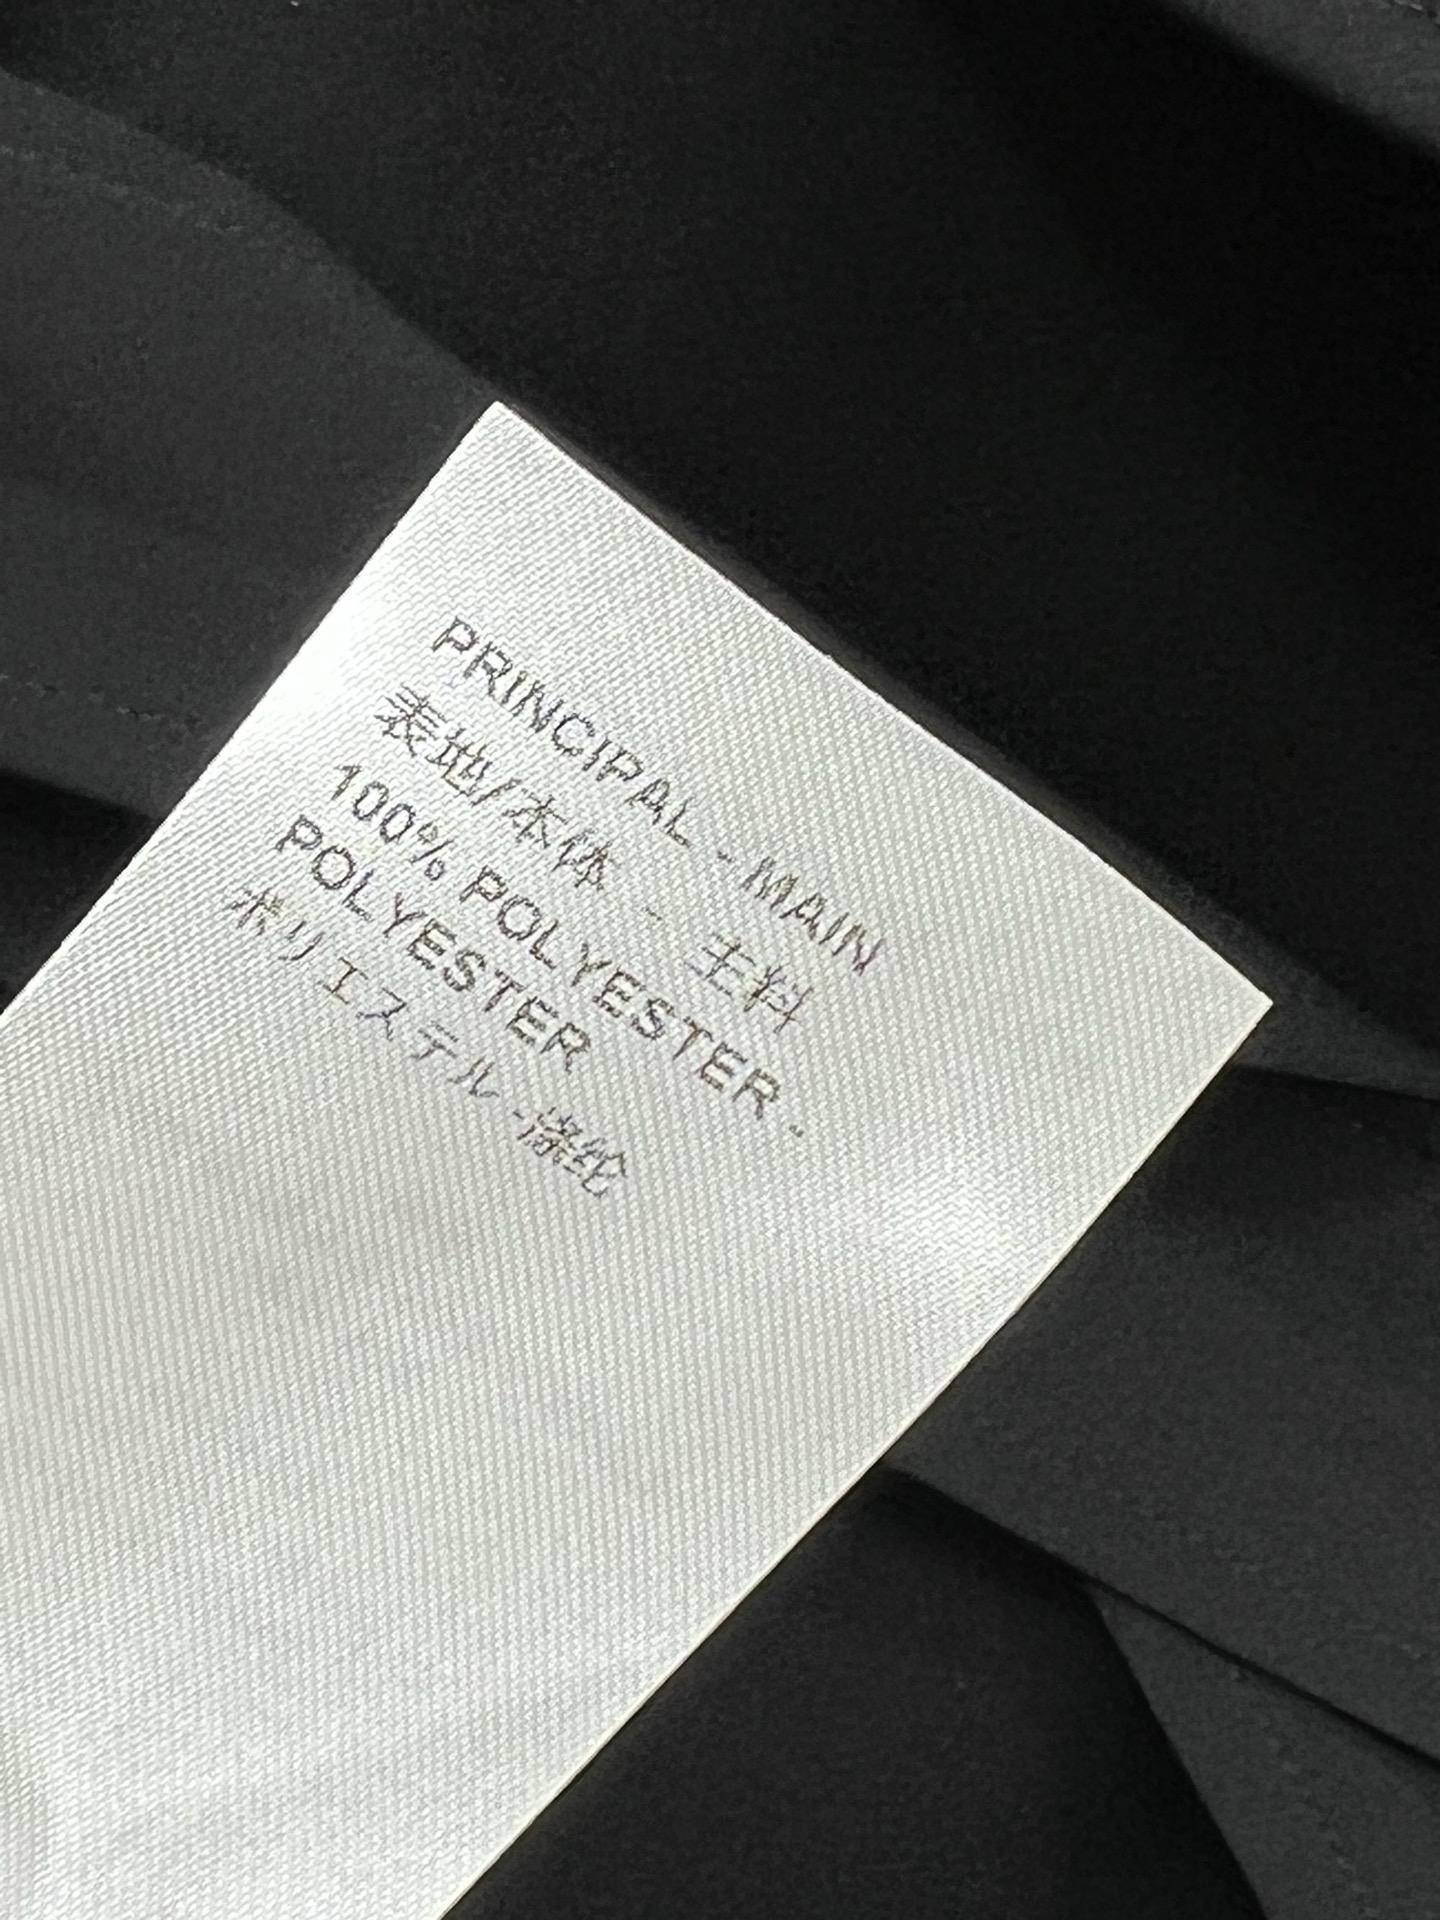 PRINCIPAL - MAIN
表地/本体 - 主料
100% POLYESTER -
POLYESTER
ポリエステル - 涤纶